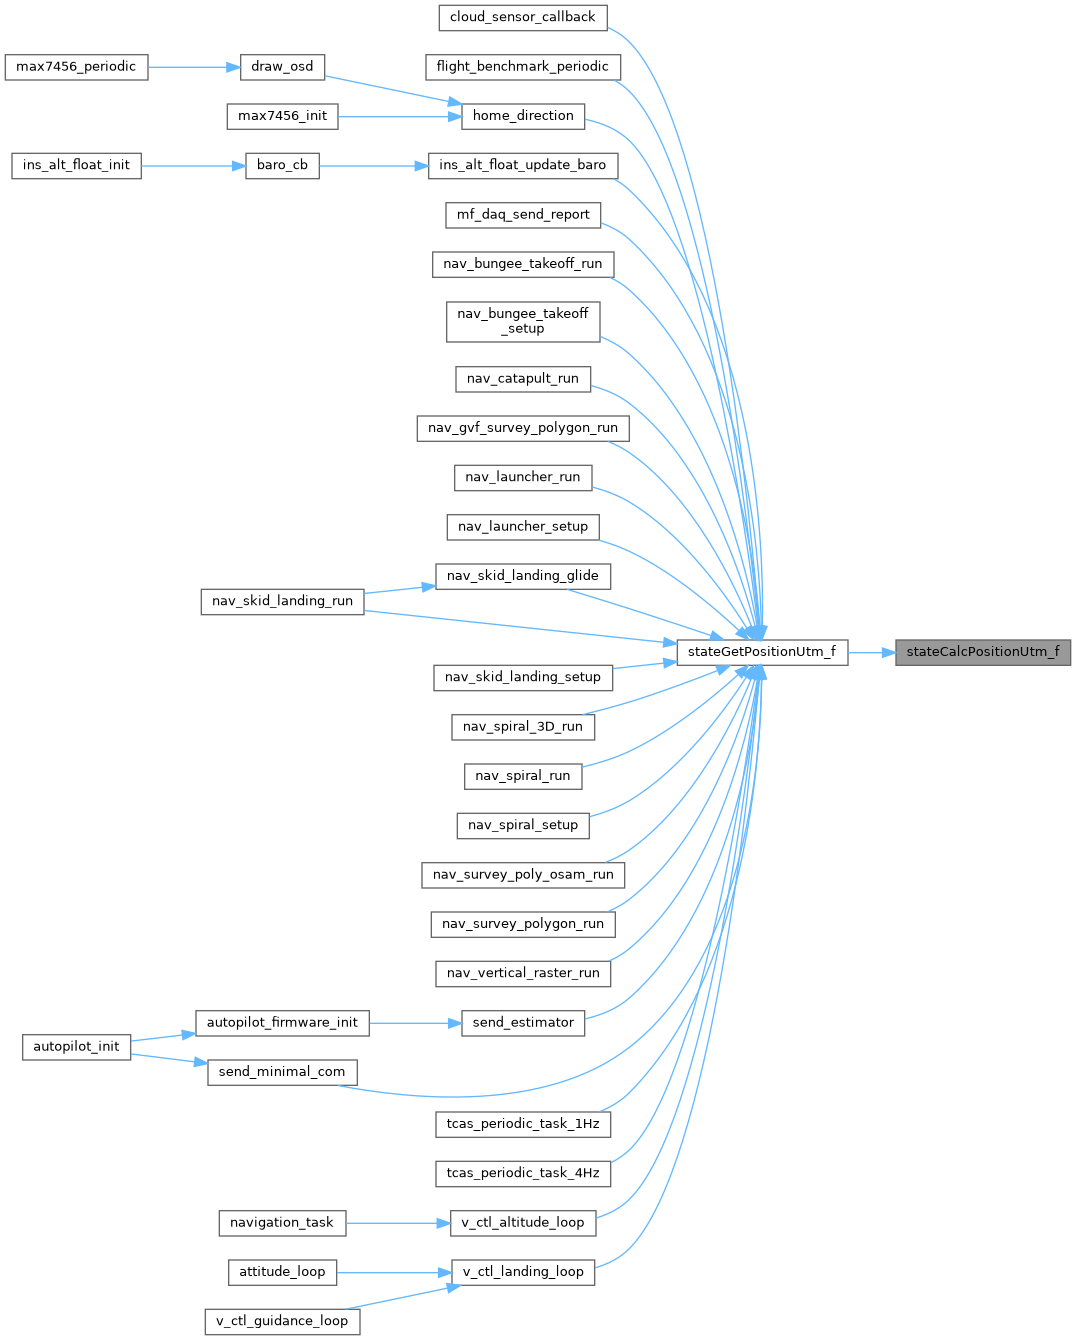 cloud_sensor_callback
max7456_periodic
draw_osd
flight_benchmark_periodic
max7456_init
home_direction
ins_alt_float_init
baro_cb
ins_alt_float_update_baro
mf_daq_send_report
nav_bungee_takeoff_run
nav_bungee_takeoff
_setup
nav_catapult_run
nav_gvf_survey_polygon_run
nav_launcher_run
nav_launcher_setup
nav_skid_landing_glide
nav_skid_landing_run
stateGetPositionUtm_f
stateCalcPositionUtm_f
nav_skid_landing_setup
nav_spiral_3D_run
nav_spiral_run
nav_spiral_setup
nav_survey_poly_osam_run
nav_survey_polygon_run
nav_vertical_raster_run
autopilot_firmware_init
send_estimator
autopilot_init
send_minimal_com
tcas_periodic_task_1Hz
tcas_periodic_task_4Hz
navigation_task
v_ctl_altitude_loop
attitude_loop
v_ctl_landing_loop
v_ctl_guidance_loop